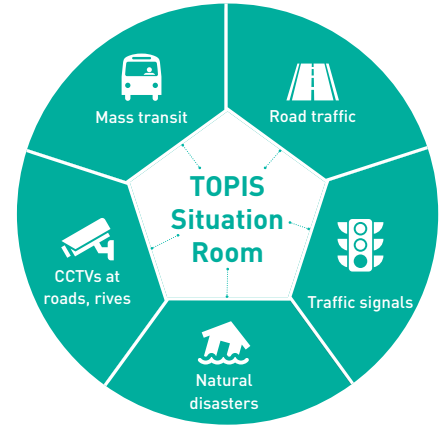 Mass transit
Road traffic
TOPIS
Situation
Room
CCTVs at
roads, rives
Traffic signals
Natural
disasters